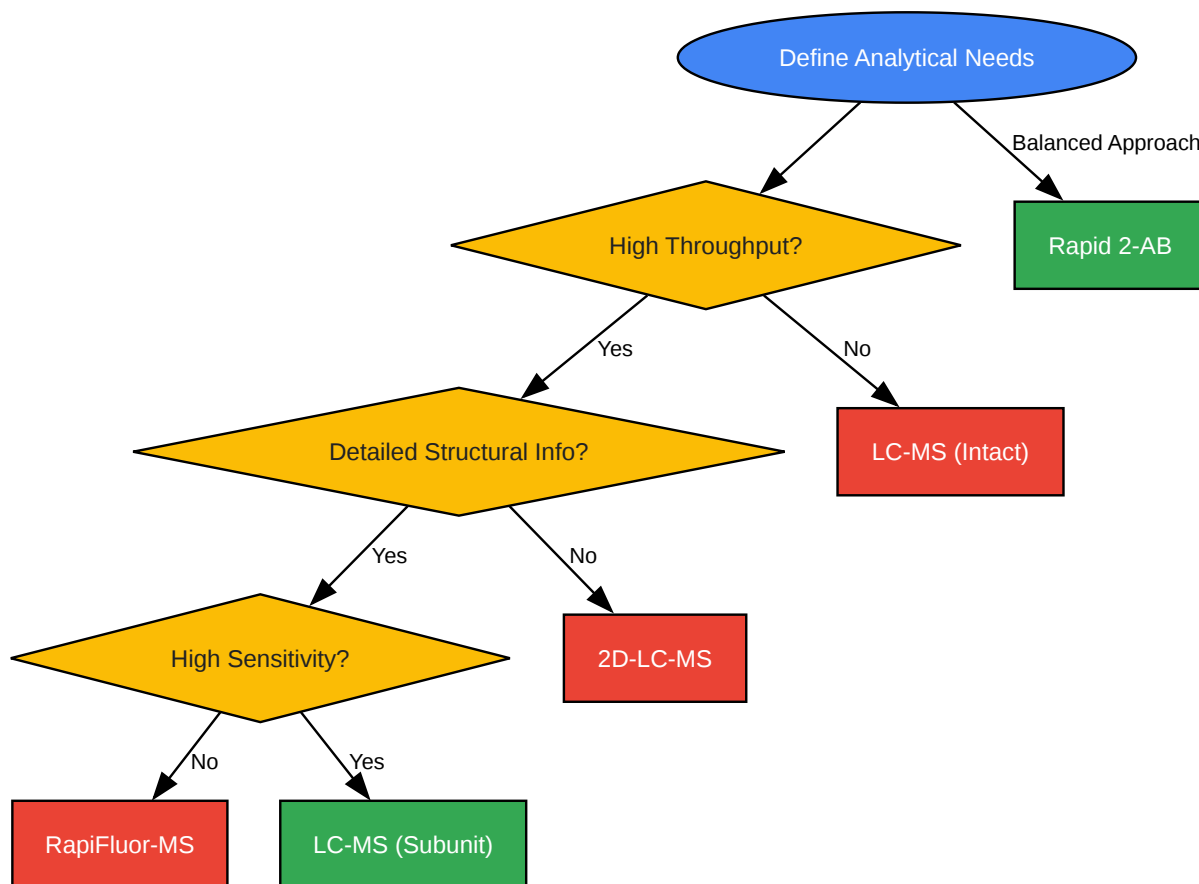 Define Analytical Needs
Balanced Approach
High Throughput?
Rapid 2-AB
Yes
No
Detailed Structural Info?
LC-MS (Intact)
Yes
No
High Sensitivity?
2D-LC-MS
No
Yes
RapiFluor-MS
LC-MS (Subunit)